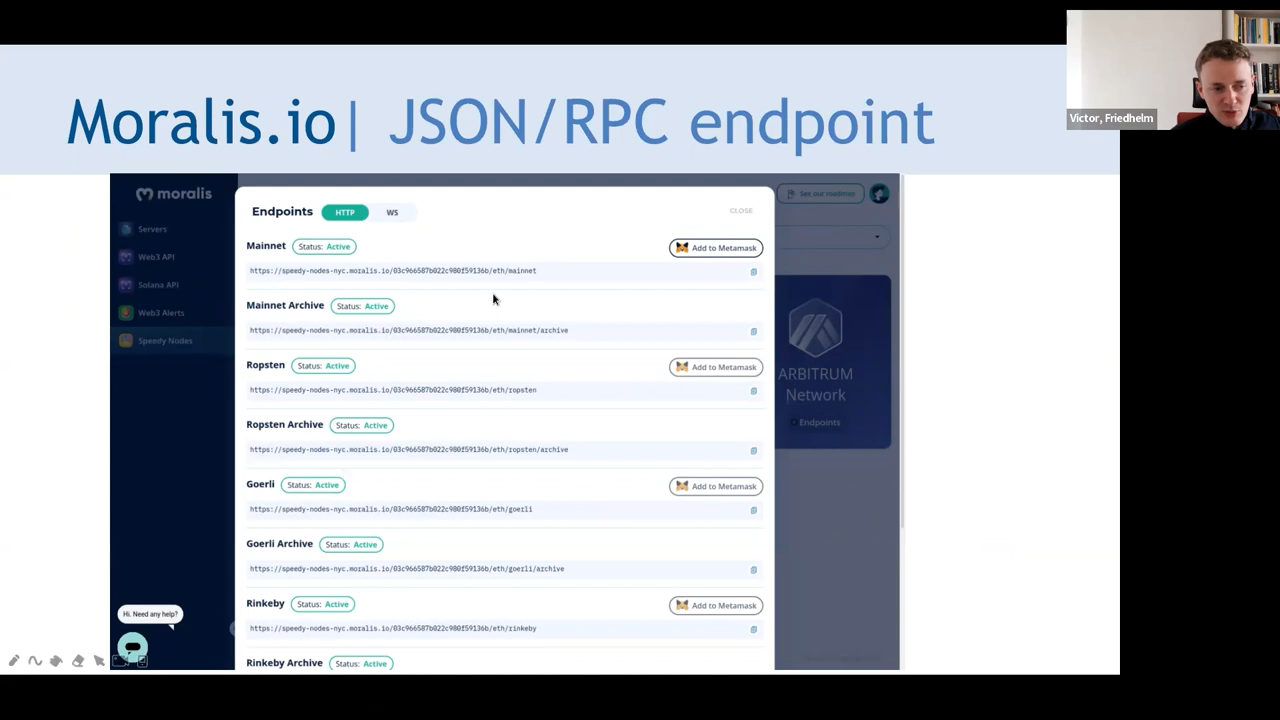 Moralis.io| JSON/RPC endpoint
Victor, Friedhelm
moralis
Servers
Web3 API
Solana API
Web3 Alerts
Speedy Nodes
Hi. Need any help?
Endpoints HTTP WS CLOSE
Mainnet Status: Active Add to Metamask
https://speedy-nodes-nyc.moralis.io/03c966587b022c980f59136b/eth/mainnet
Mainnet Archive Status: Active
https://speedy-nodes-nyc.moralis.io/03c966587b022c980f59136b/eth/mainnet/archive
Ropsten Status: Active Add to Metamask
https://speedy-nodes-nyc.moralis.io/03c966587b022c980f59136b/eth/ropsten
Ropsten Archive Status: Active
https://speedy-nodes-nyc.moralis.io/03c966587b022c980f59136b/eth/ropsten/archive
Goerli Status: Active Add to Metamask
https://speedy-nodes-nyc.moralis.io/03c966587b022c980f59136b/eth/goerli
Goerli Archive Status: Active
https://speedy-nodes-nyc.moralis.io/03c966587b022c980f59136b/eth/goerli/archive
Rinkeby Status: Active Add to Metamask
https://speedy-nodes-nyc.moralis.io/03c966587b022c980f59136b/eth/rinkeby
Rinkeby Archive Status: Active
See our roadmap
ARBITRUM
Network
Endpoints